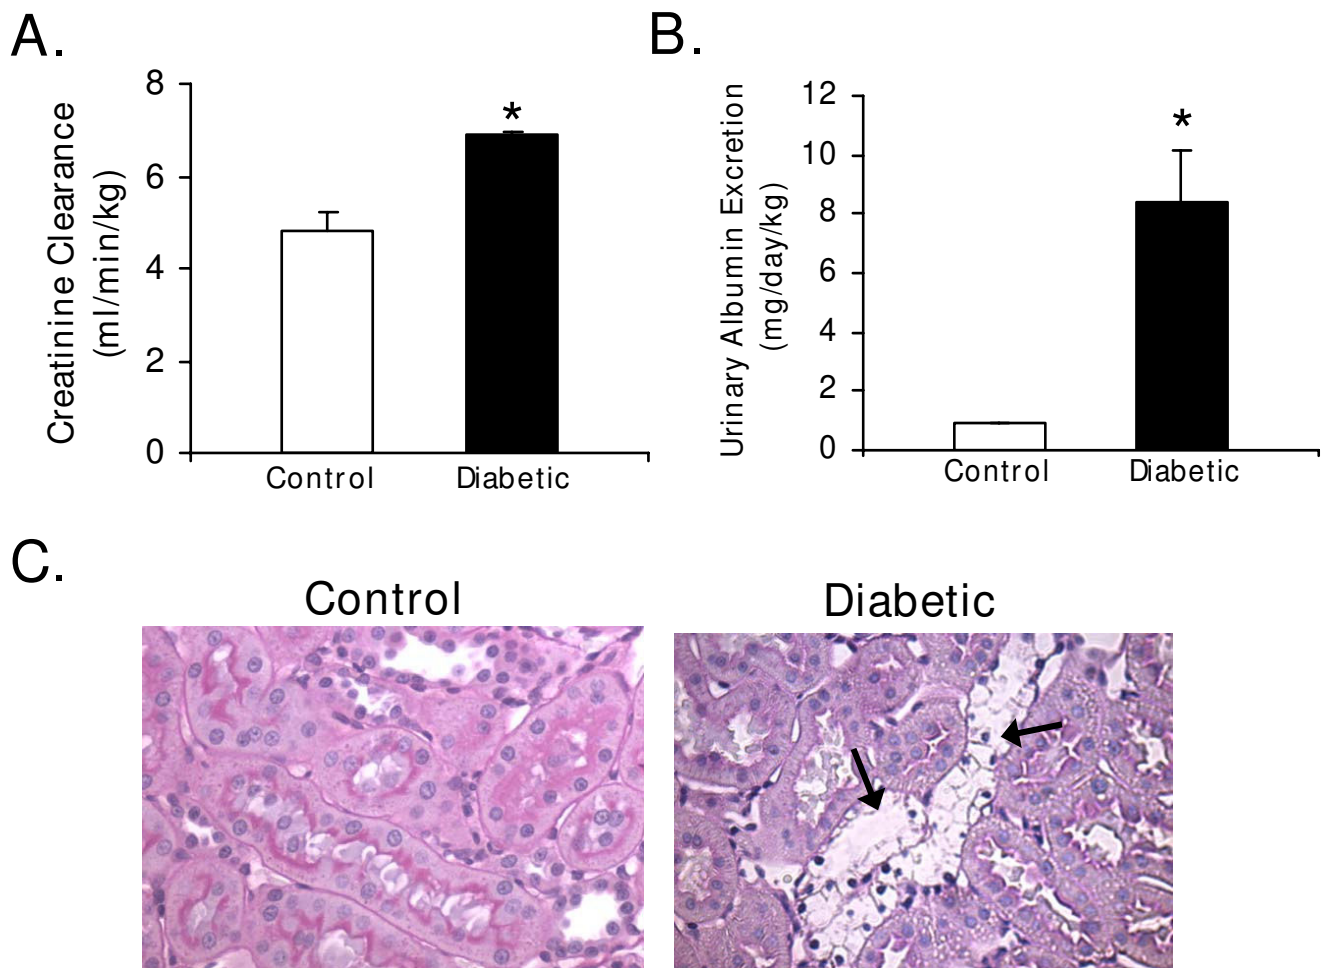 A.
Creatinine Clearance
(ml/min/kg)
8
6
4
2
0
*
Control Diabetic
B.
Urinary Albumin Excretion
(mg/day/kg)
12
10
8
6
4
2
0
*
Control Diabetic
C.
Control Diabetic